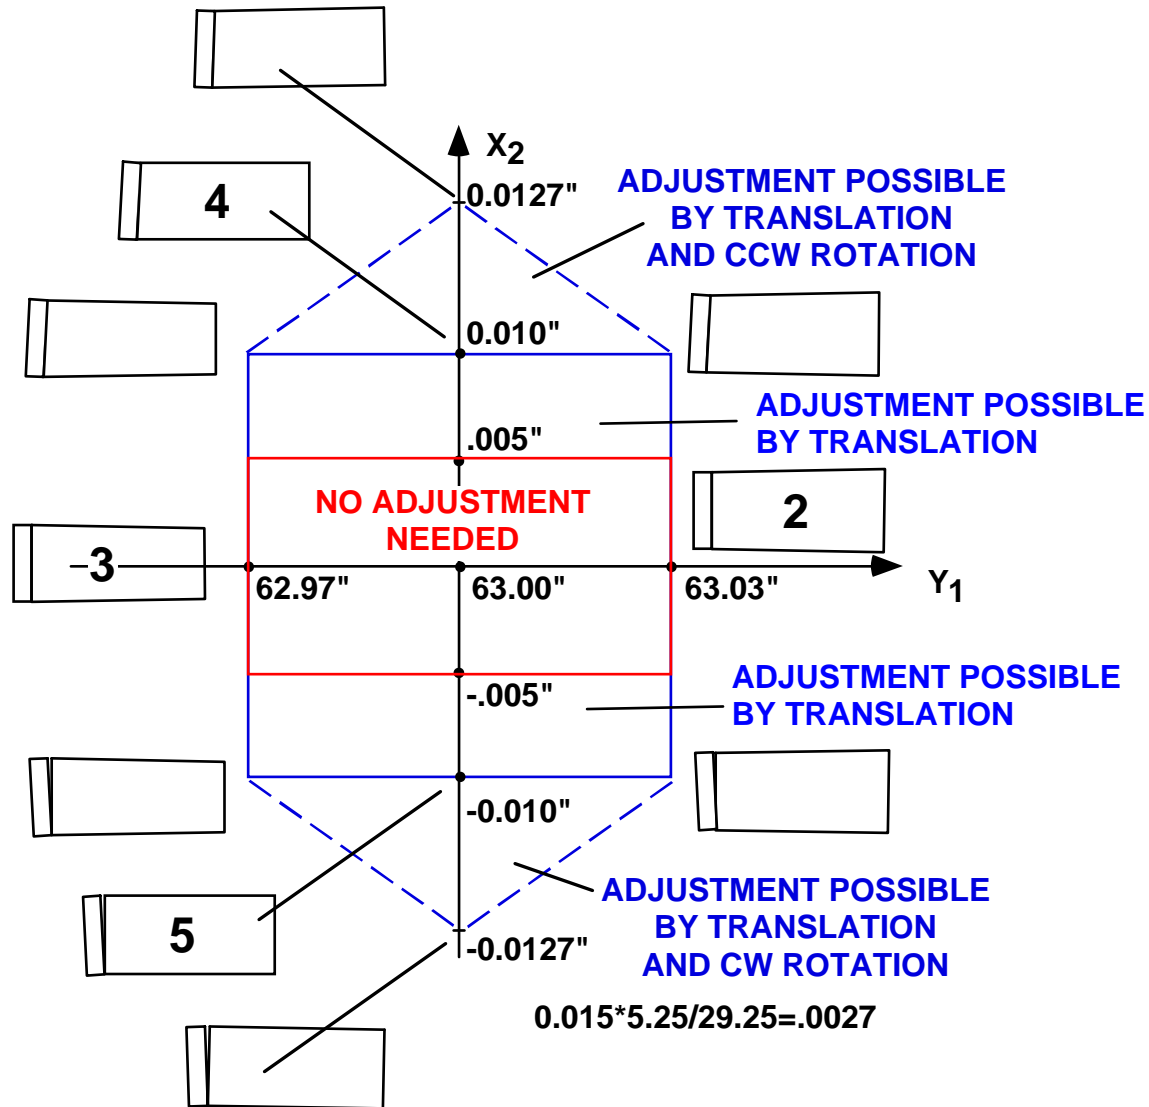 X2
0.0127"
ADJUSTMENT POSSIBLE
BY TRANSLATION
AND CCW ROTATION
4
0.010"
ADJUSTMENT POSSIBLE
BY TRANSLATION
.005"
NO ADJUSTMENT
NEEDED
2
3
62.97"
63.00"
63.03"
Y1
-.005"
ADJUSTMENT POSSIBLE
BY TRANSLATION
-0.010"
ADJUSTMENT POSSIBLE
BY TRANSLATION
AND CW ROTATION
5
-0.0127"
0.015*5.25/29.25=.0027